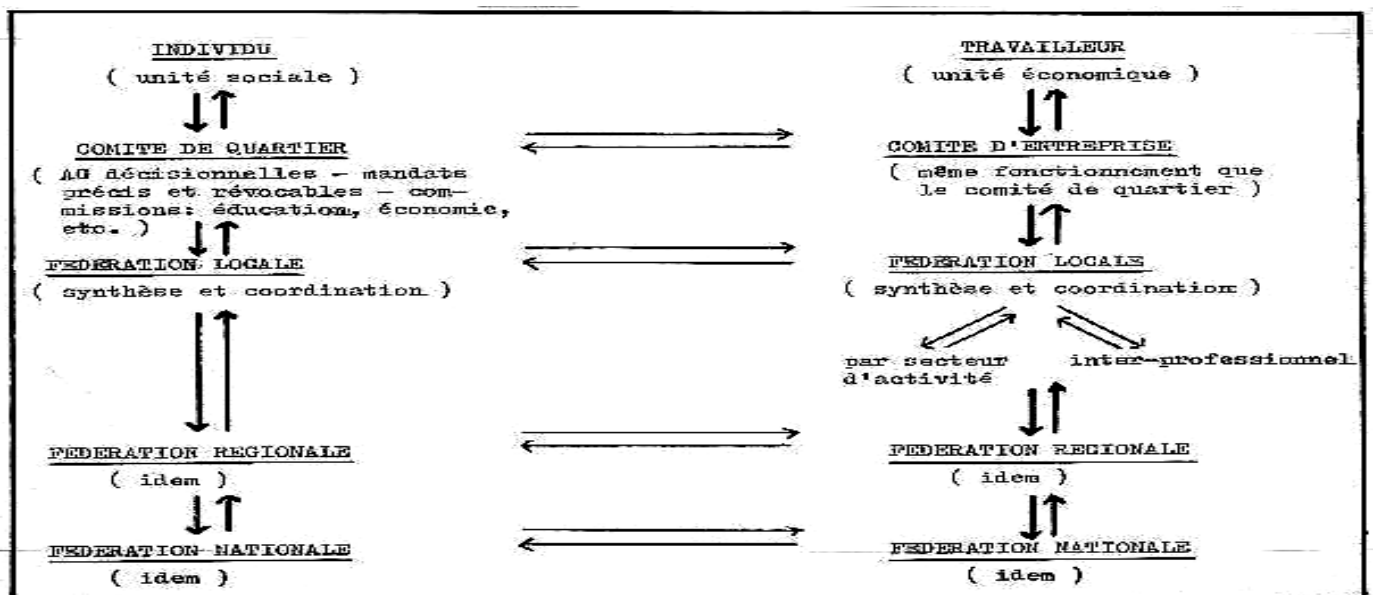 INDIVIDU
( unité sociale )
COMITE DE QUARTIER
( AG décisionnelles - mandats
précis et révocables - com-
missions: éducation, économie,
etc. )
FEDERATION LOCALE
( synthèse et coordination )
FEDERATION REGIONALE
( idem )
FEDERATION NATIONALE
( idem )
TRAVAILLEUR
( unité économique )
COMITE D'ENTREPRISE
( même fonctionnement que
le comité de quartier )
FEDERATION LOCALE
( synthèse et coordination )
par secteur
d'activité
inter-professionnel
FEDERATION REGIONALE
( idem )
FEDERATION NATIONALE
( idem )